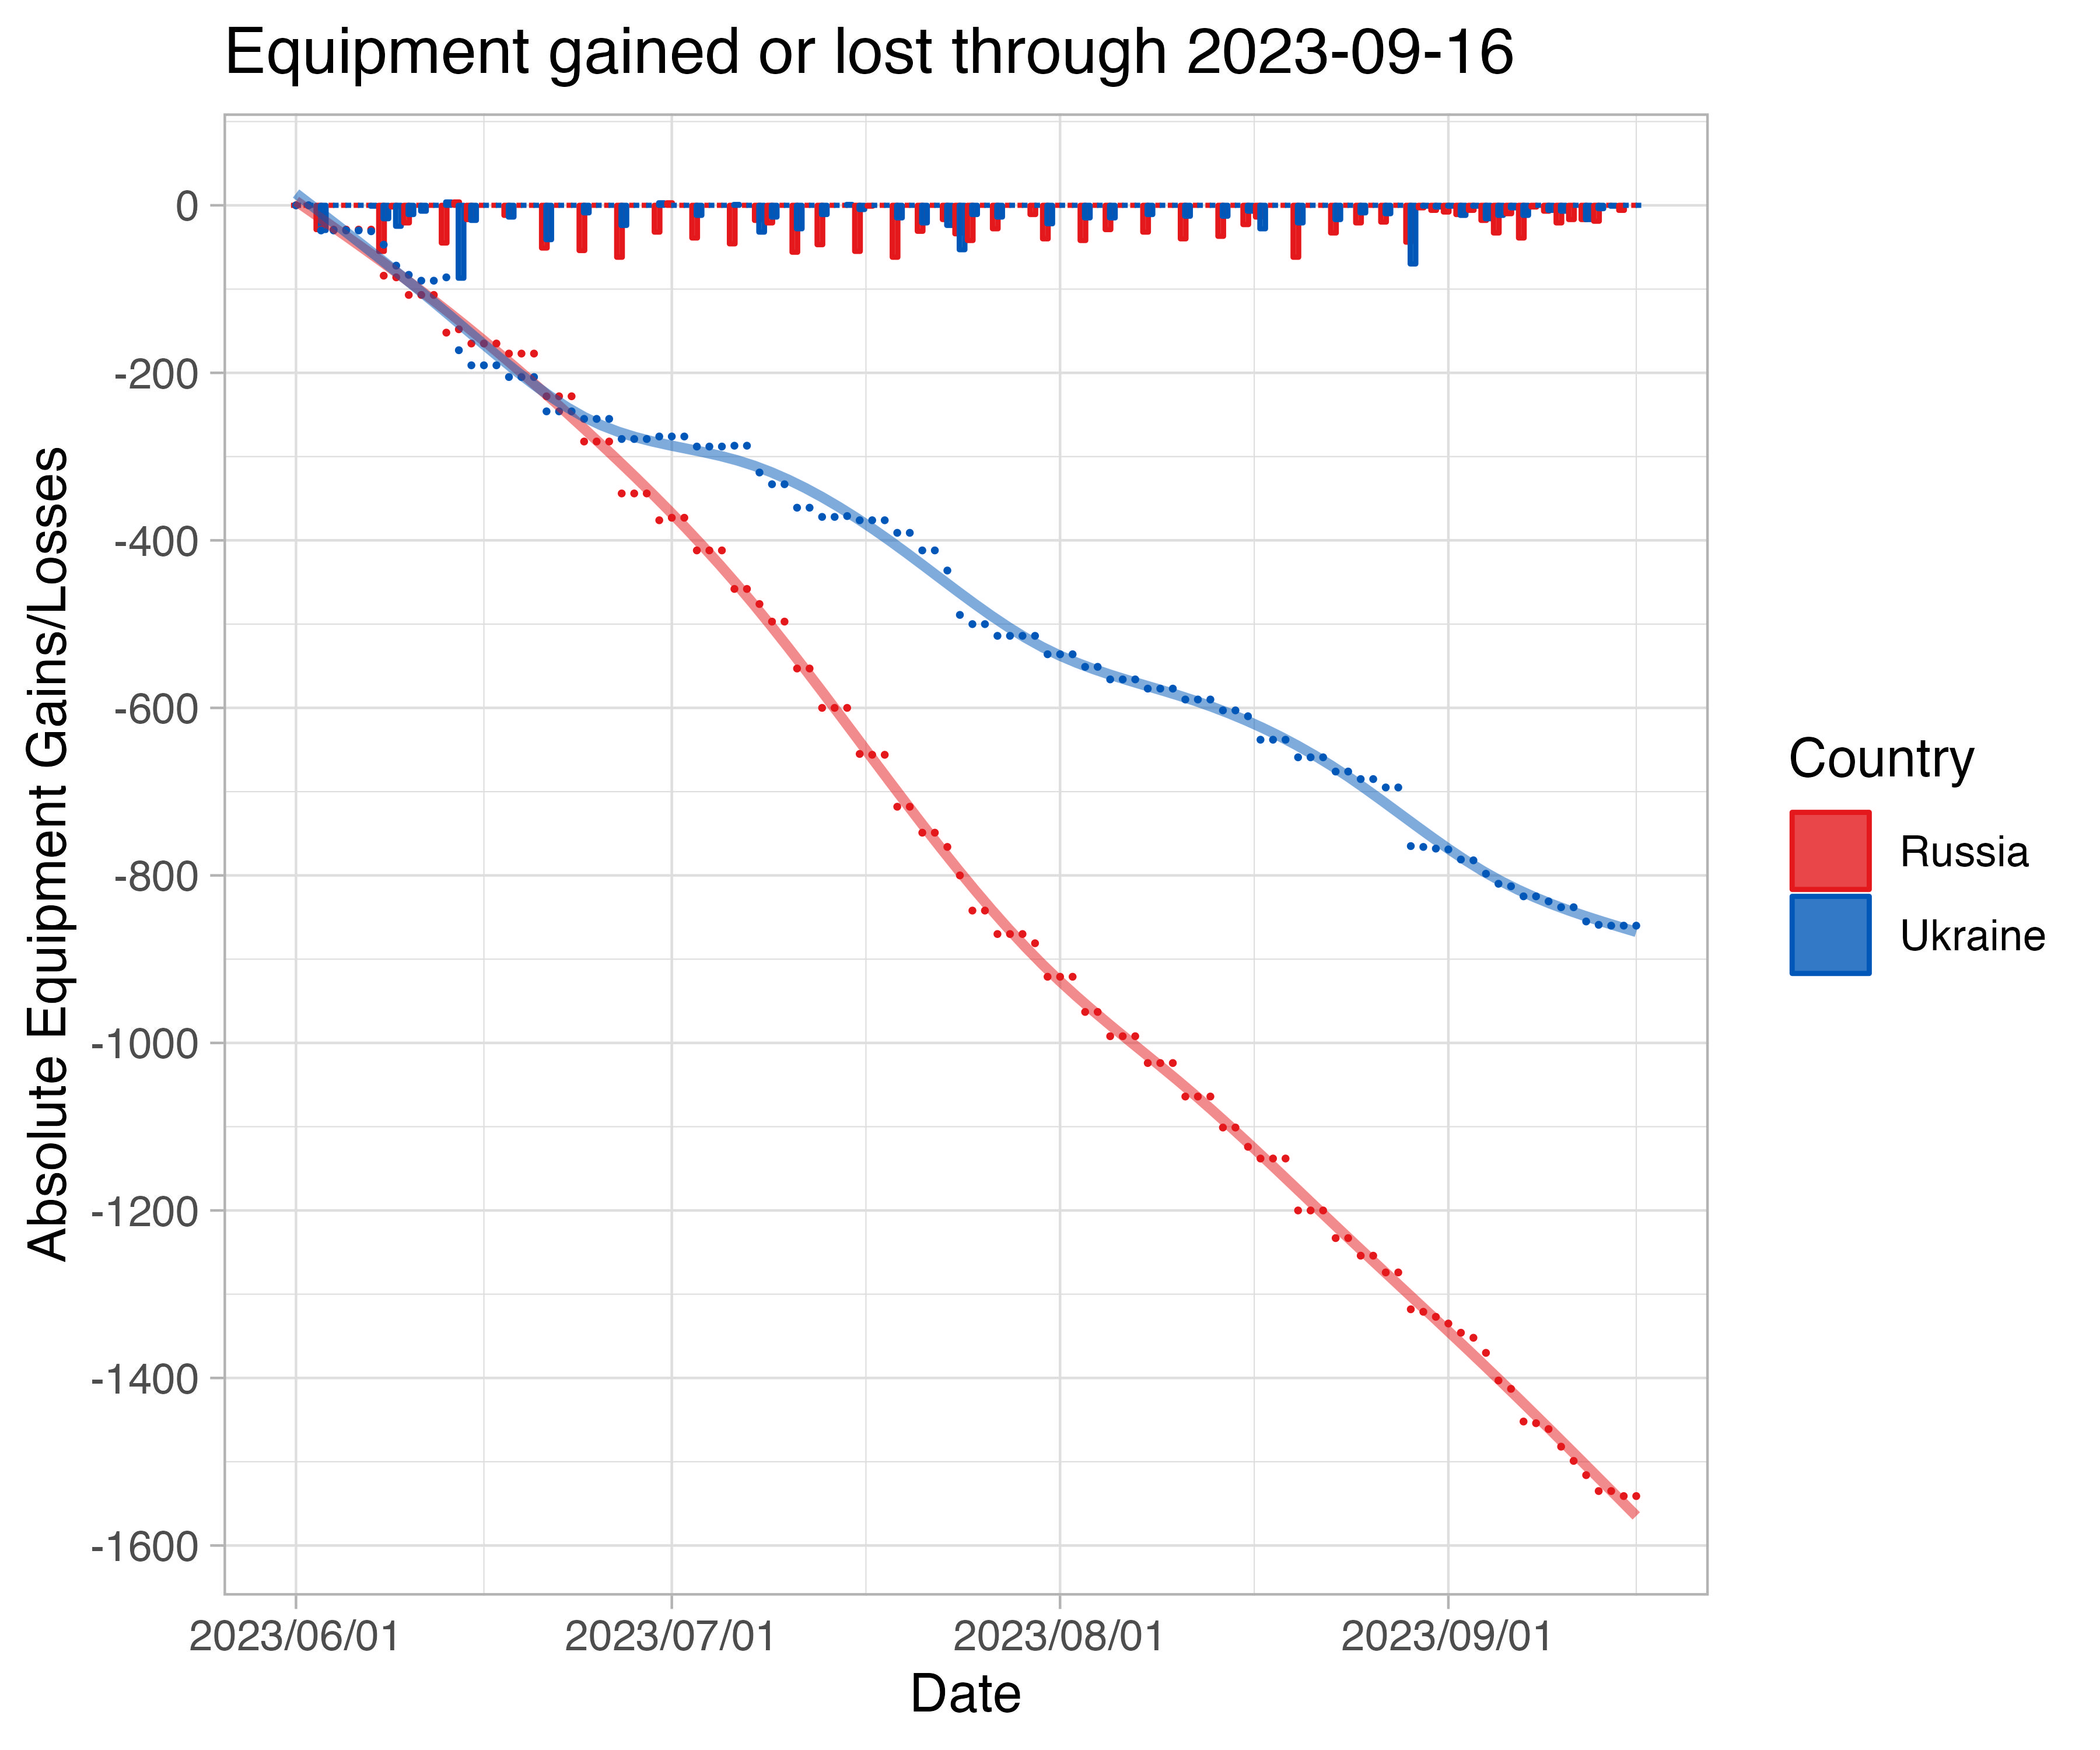 Equipment gained or lost through 2023-09-16
Absolute Equipment Gains/Losses
0
-200
-400
-600
-800
-1000
-1200
-1400
-1600
2023/06/01
2023/07/01
2023/08/01
2023/09/01
Date
Country
Russia
Ukraine